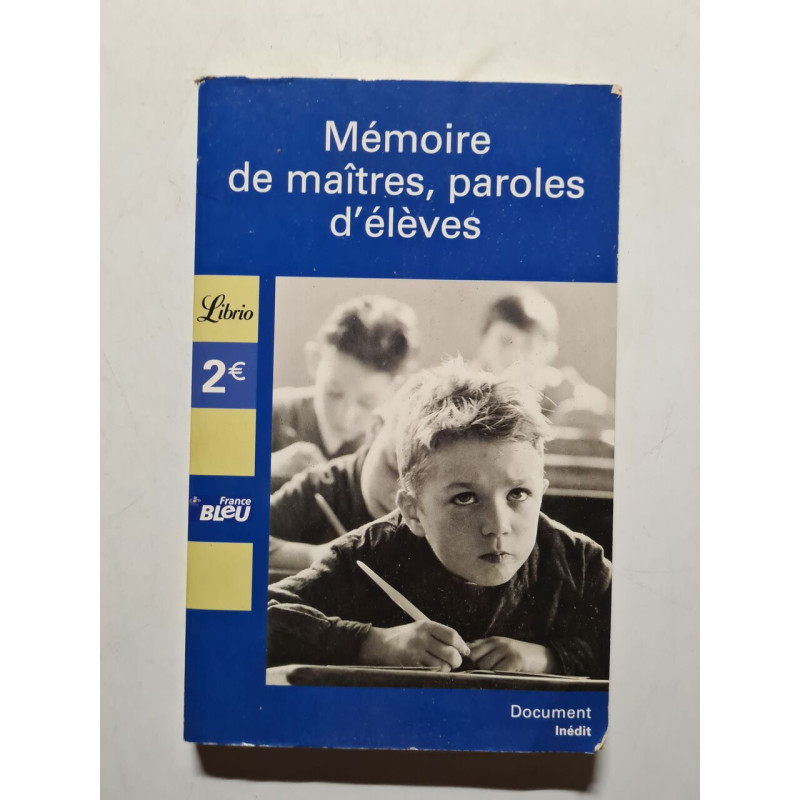 Mémoire
de maîtres, paroles
d'élèves
Librio
2€
France
BLEU
Document
Inédit